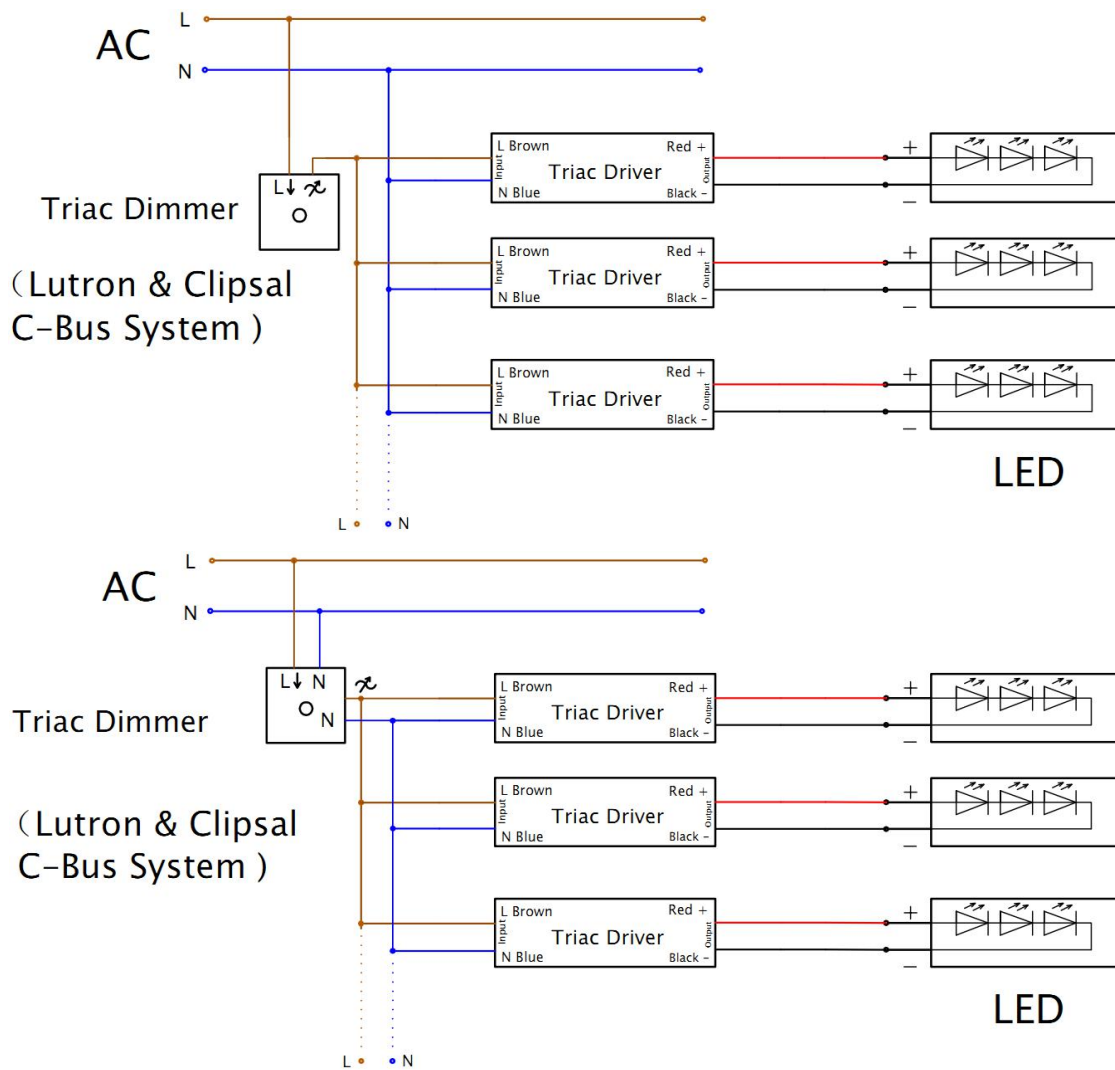 L
AC
N
L Brown
Red +
Input
Triac Driver
Output
N Blue
Black -
+
−
L↓
Triac Dimmer
(Lutron & Clipsal
C-Bus System )
L Brown
Red +
Input
Triac Driver
Output
N Blue
Black -
+
−
L Brown
Red +
Input
Triac Driver
Output
N Blue
Black -
+
−
LED
L
N
L
AC
N
L↓ N
N
Triac Dimmer
(Lutron & Clipsal
C-Bus System )
L Brown
Red +
Input
Triac Driver
Output
N Blue
Black -
+
−
L Brown
Red +
Input
Triac Driver
Output
N Blue
Black -
+
−
L Brown
Red +
Input
Triac Driver
Output
N Blue
Black -
+
−
LED
L
N